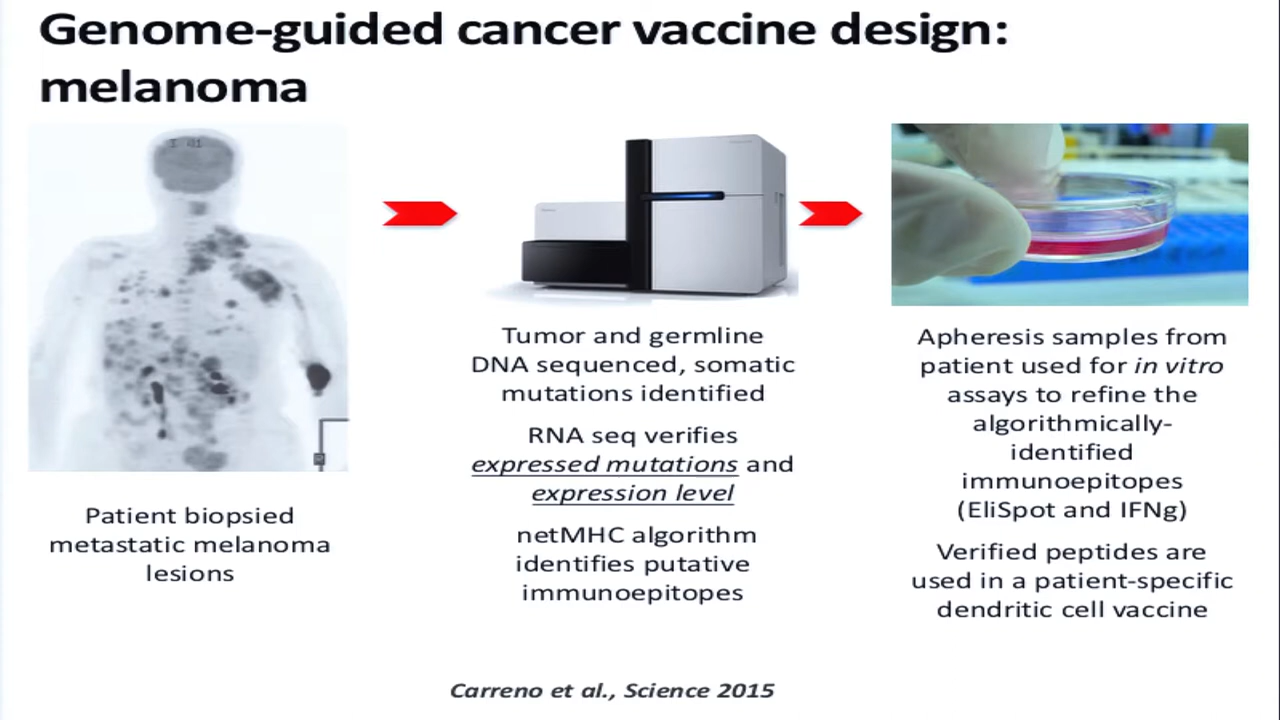 Genome-guided cancer vaccine design:
melanoma
Patient biopsied
metastatic melanoma
lesions
Tumor and germline
DNA sequenced, somatic
mutations identified
RNA seq verifies
expressed mutations and
expression level
netMHC algorithm
identifies putative
immunoepitopes
Apheresis samples from
patient used for in vitro
assays to refine the
algorithmically-
identified
immunoepitopes
(EliSpot and IFNg)
Verified peptides are
used in a patient-specific
dendritic cell vaccine
Carreno et al., Science 2015